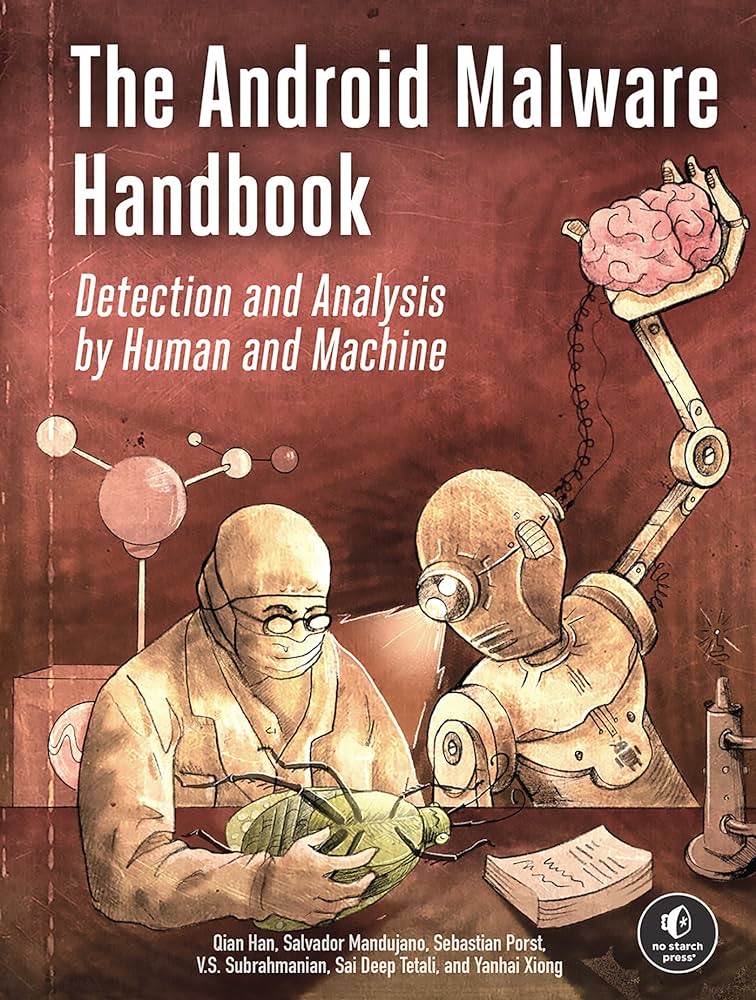 The Android Malware
Handbook
Detection and Analysis
by Human and Machine
Qian Han, Salvador Mandujano, Sebastian Porst,
V.S. Subrahmanian, Sai Deep Tetali, and Yanhai Xiong
no starch
press®